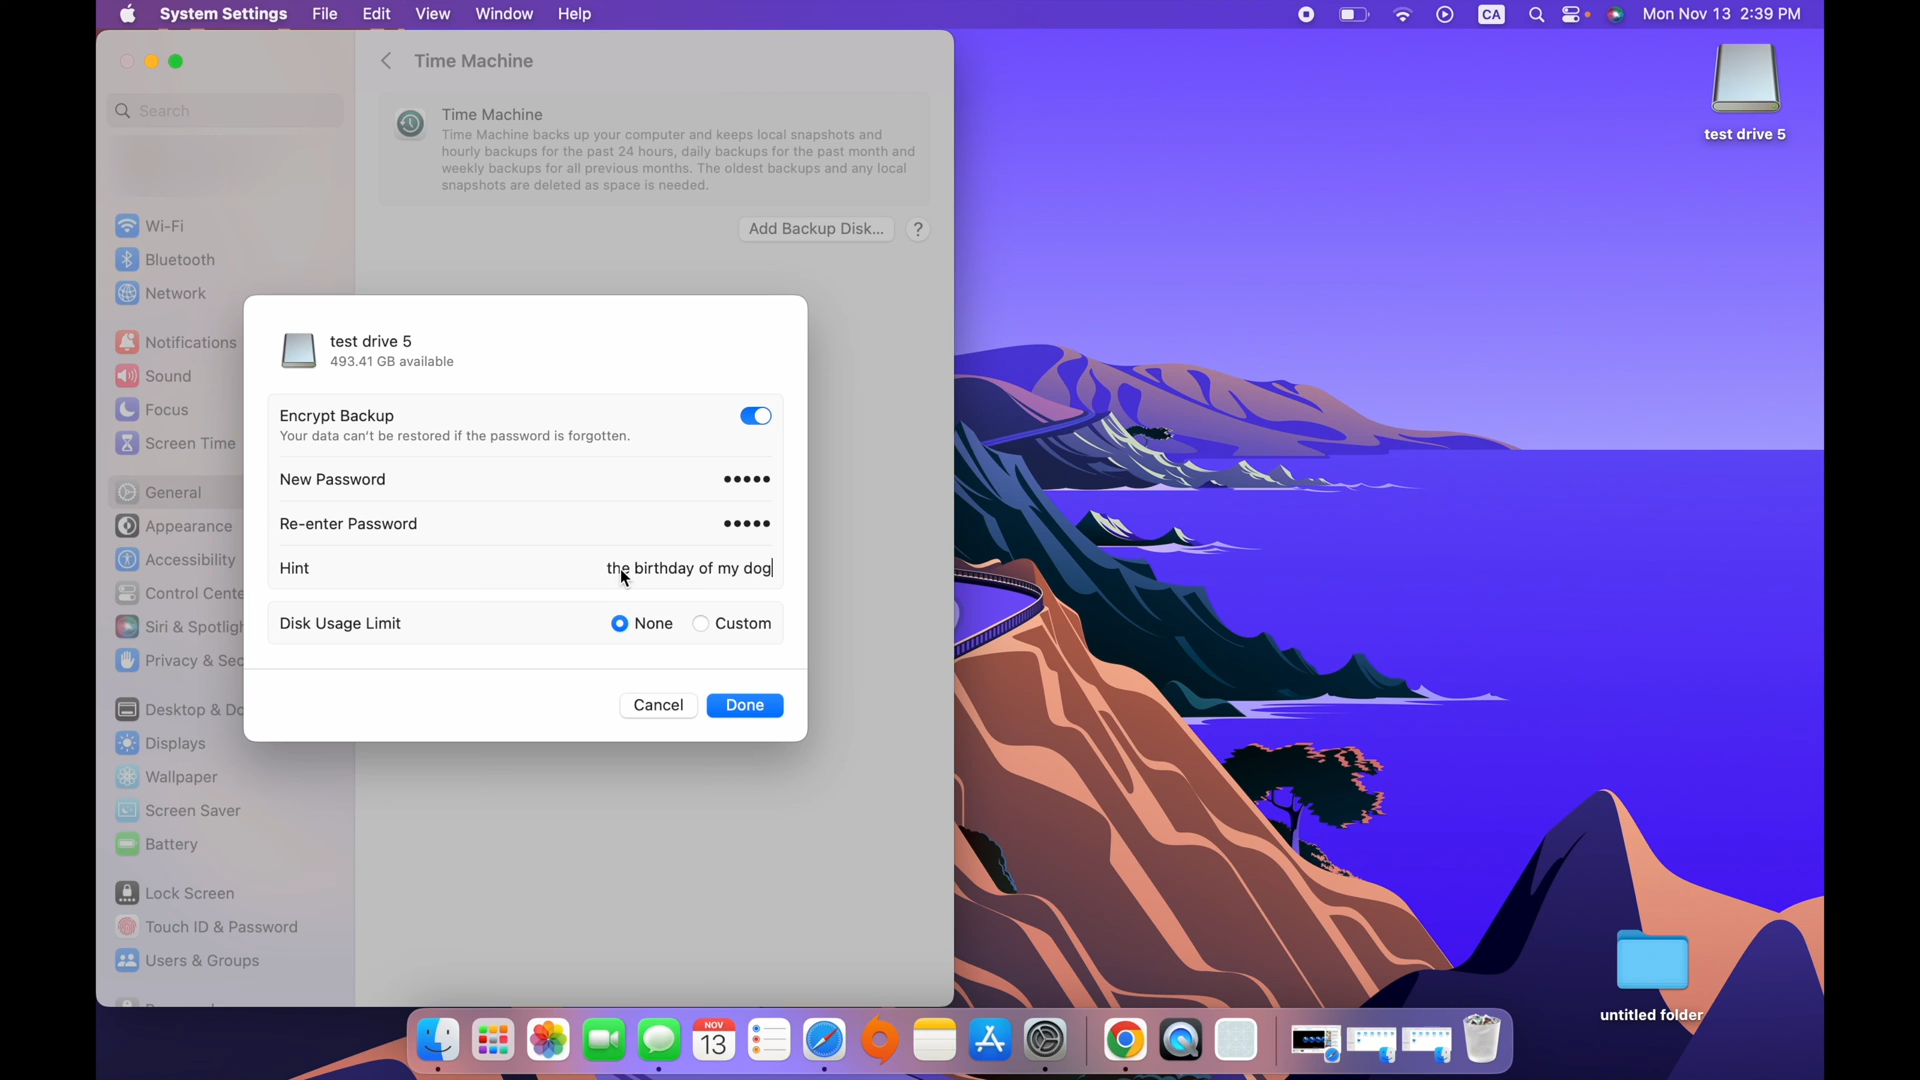 System Settings File Edit View Window Help CA Mon Nov 13 2:39 PM
Time Machine
Search
Time Machine
Time Machine backs up your computer and keeps local snapshots and
hourly backups for the past 24 hours, daily backups for the past month and
weekly backups for all previous months. The oldest backups and any local
snapshots are deleted as space is needed.
Add Backup Disk... ?
test drive 5
Wi-Fi
Bluetooth
Network
Notifications
Sound
Focus
Screen Time
General
Appearance
Accessibility
Control Cente
Siri & Spotligh
Privacy & Sec
Desktop & Do
Displays
Wallpaper
Screen Saver
Battery
Lock Screen
Touch ID & Password
Users & Groups
test drive 5
493.41 GB available
Encrypt Backup
Your data can't be restored if the password is forgotten.
New Password •••••
Re-enter Password •••••
Hint the birthday of my dog
Disk Usage Limit None Custom
Cancel Done
untitled folder
NOV
13